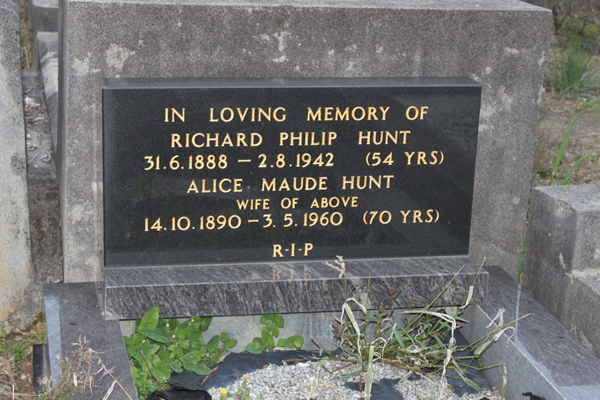 IN LOVING MEMORY OF
RICHARD PHILIP HUNT
31.6.1888 – 2.8.1942 (54 YRS)
ALICE MAUDE HUNT
WIFE OF ABOVE
14.10.1890 – 3.5.1960 (70 YRS)
R-I-P